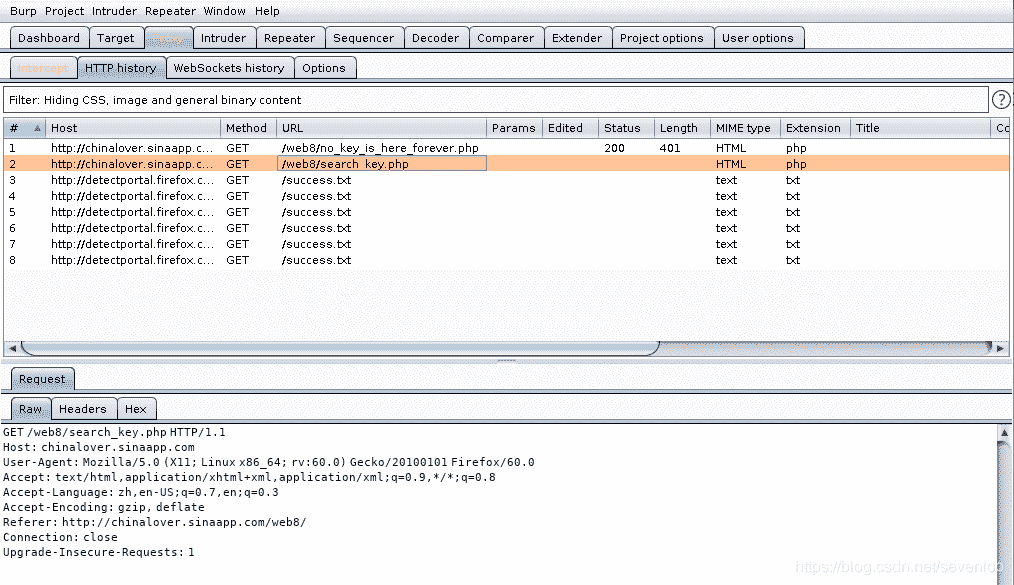 Burp Project Intruder Repeater Window Help
Dashboard Target Proxy Intruder Repeater Sequencer Decoder Comparer Extender Project options User options
Intercept HTTP history WebSockets history Options
Filter: Hiding CSS, image and general binary content ?
# Host Method URL Params Edited Status Length MIME type Extension Title Co
1 http://chinalover.sinaapp.com GET /web8/no_key_is_here_forever.php 200 401 HTML php
2 http://chinalover.sinaapp.com GET /web8/search_key.php HTML php
3 http://detectportal.firefox.c... GET /success.txt text txt
4 http://detectportal.firefox.c... GET /success.txt text txt
5 http://detectportal.firefox.c... GET /success.txt text txt
6 http://detectportal.firefox.c... GET /success.txt text txt
7 http://detectportal.firefox.c... GET /success.txt text txt
8 http://detectportal.firefox.c... GET /success.txt text txt
Request
Raw Headers Hex
GET /web8/search_key.php HTTP/1.1
Host: chinalover.sinaapp.com
User-Agent: Mozilla/5.0 (X11; Linux x86_64; rv:60.0) Gecko/20100101 Firefox/60.0
Accept: text/html,application/xhtml+xml,application/xml;q=0.9,*/*;q=0.8
Accept-Language: zh,en-US;q=0.7,en;q=0.3
Accept-Encoding: gzip, deflate
Referer: http://chinalover.sinaapp.com/web8/
Connection: close
Upgrade-Insecure-Requests: 1